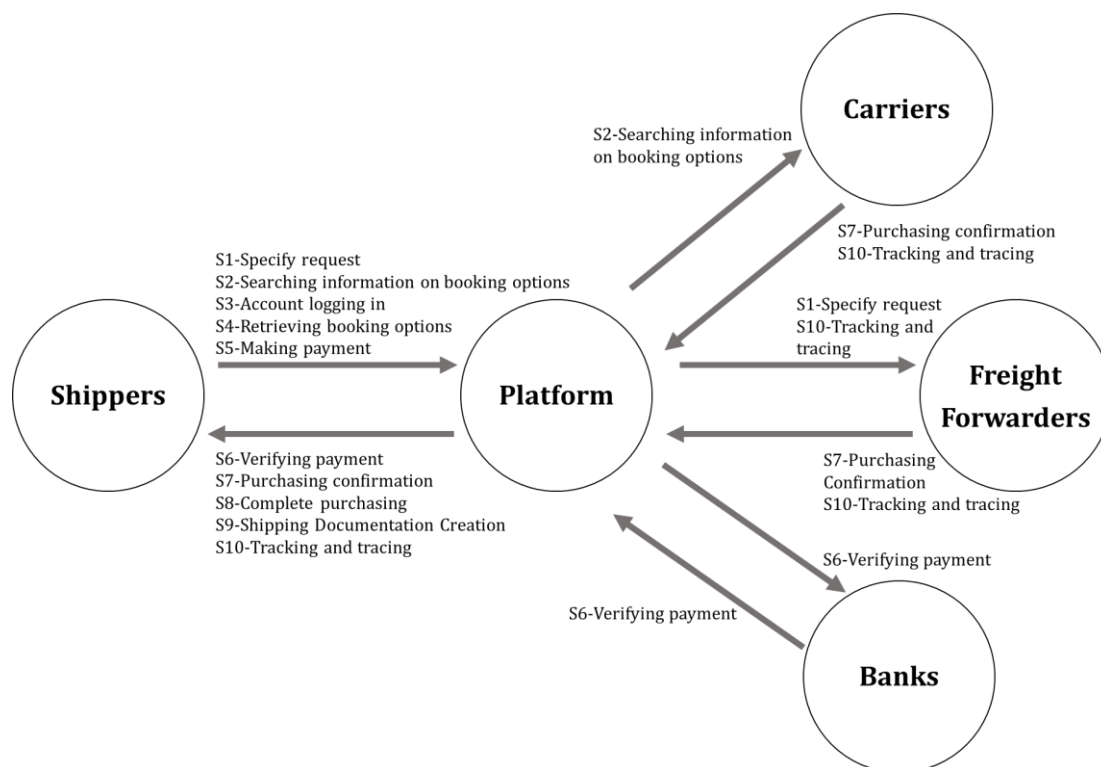 Carriers
S2-Searching information
on booking options
S7-Purchasing confirmation
S10-Tracking and tracing
S1-Specify request
S2-Searching information on booking options
S3-Account logging in
S4-Retrieving booking options
S5-Making payment
S1-Specify request
S10-Tracking and
tracing
Shippers
Platform
Freight
Forwarders
S6-Verifying payment
S7-Purchasing confirmation
S8-Complete purchasing
S9-Shipping Documentation Creation
S10-Tracking and tracing
S7-Purchasing
Confirmation
S10-Tracking and tracing
S6-Verifying payment
S6-Verifying payment
Banks